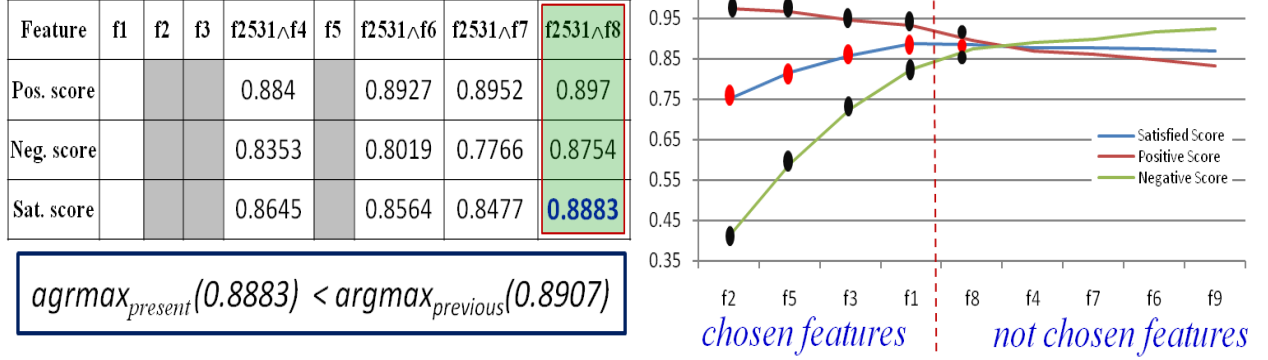 Feature f1 f2 f3 f2531∧f4 f5 f2531∧f6 f2531∧f7 f2531∧f8
Pos. score 0.884 0.8927 0.8952 0.897
Neg. score 0.8353 0.8019 0.7766 0.8754
Sat. score 0.8645 0.8564 0.8477 0.8883
agrmaxpresent(0.8883) < argmaxprevious(0.8907)
0.95
0.85
0.75
0.65
0.55
0.45
0.35
Satisfied Score
Positive Score
Negative Score
f2 f5 f3 f1 f8 f4 f7 f6 f9
chosen features not chosen features